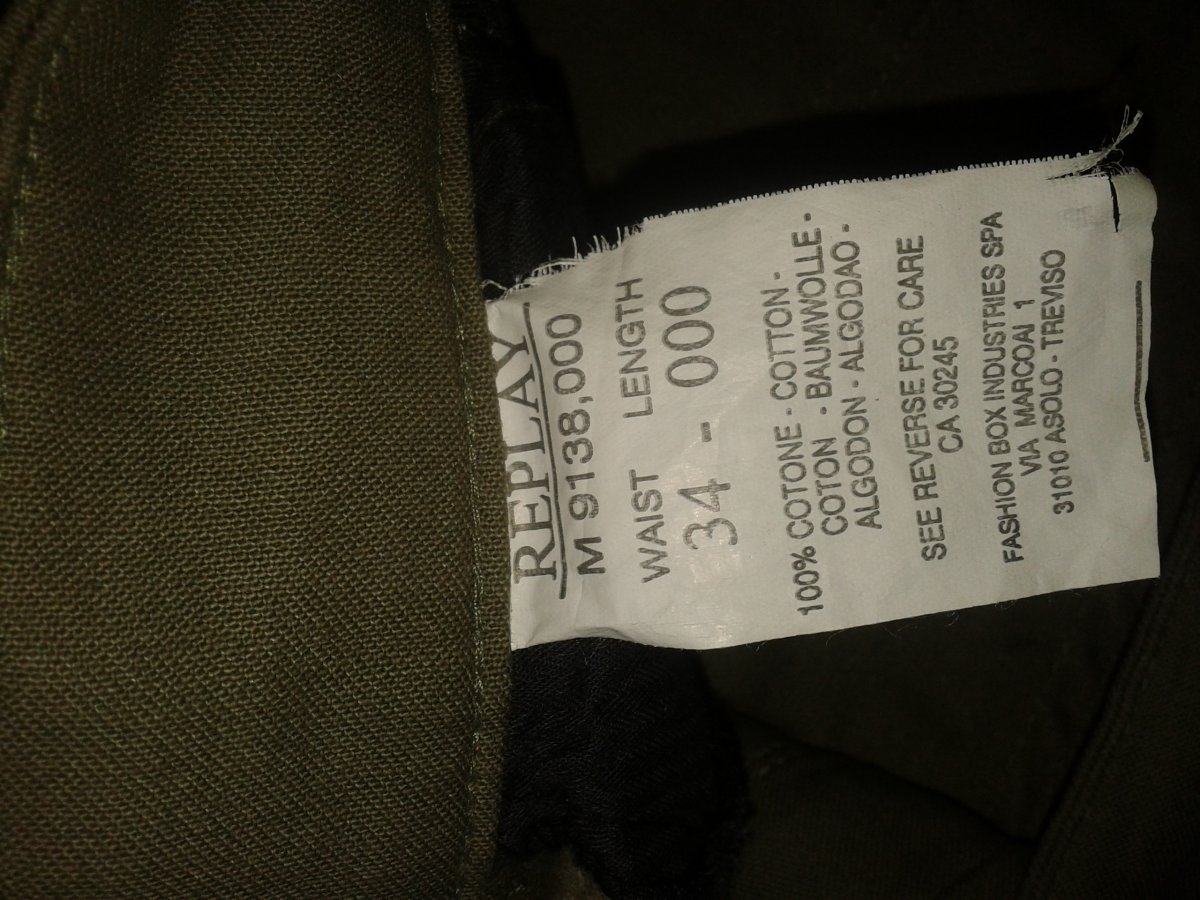 REPLAY
M 9138,000
WAIST LENGTH
34 - 000
100% COTONE - COTTON -
COTON - BAUMWOLLE -
ALGODON - ALGODAO -
SEE REVERSE FOR CARE
CA 30245
FASHION BOX INDUSTRIES SPA
VIA MARCOAI 1
31010 ASOLO - TREVISO